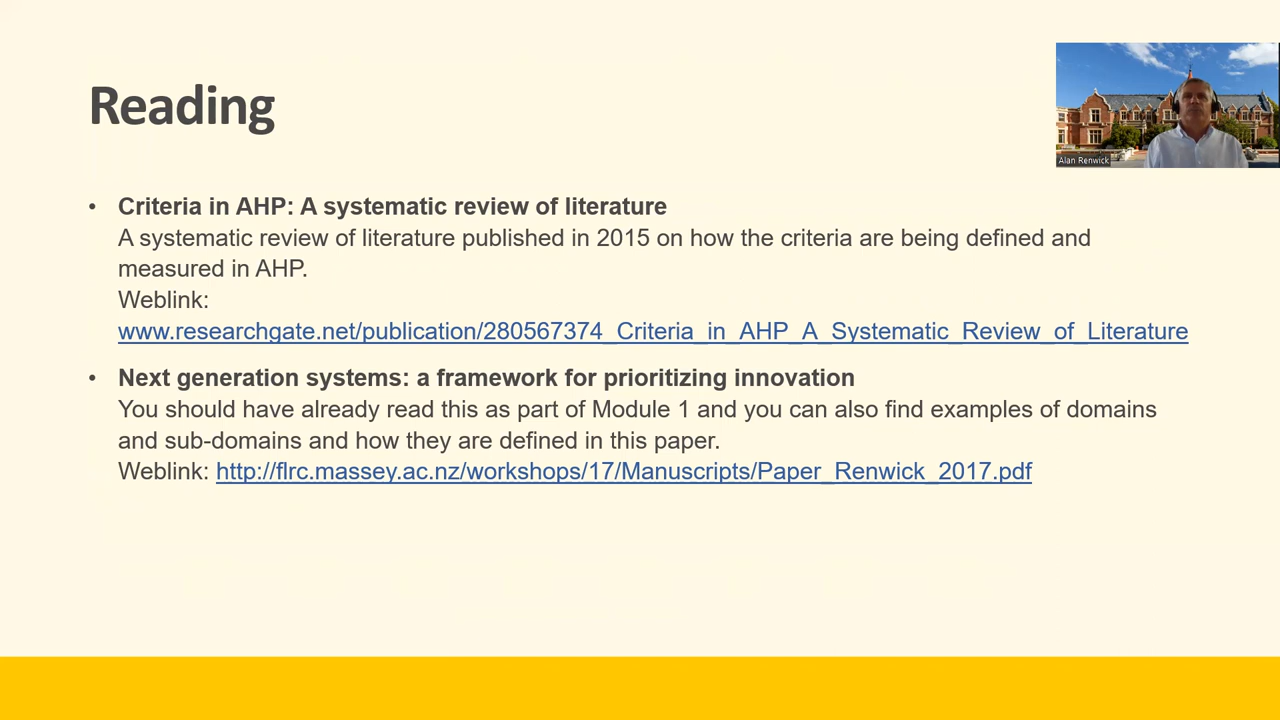 Reading
Alan Renwick
• Criteria in AHP: A systematic review of literature
A systematic review of literature published in 2015 on how the criteria are being defined and
measured in AHP.
Weblink:
www.researchgate.net/publication/280567374_Criteria_in_AHP_A_Systematic_Review_of_Literature
• Next generation systems: a framework for prioritizing innovation
You should have already read this as part of Module 1 and you can also find examples of domains
and sub-domains and how they are defined in this paper.
Weblink: http://flrc.massey.ac.nz/workshops/17/Manuscripts/Paper_Renwick_2017.pdf